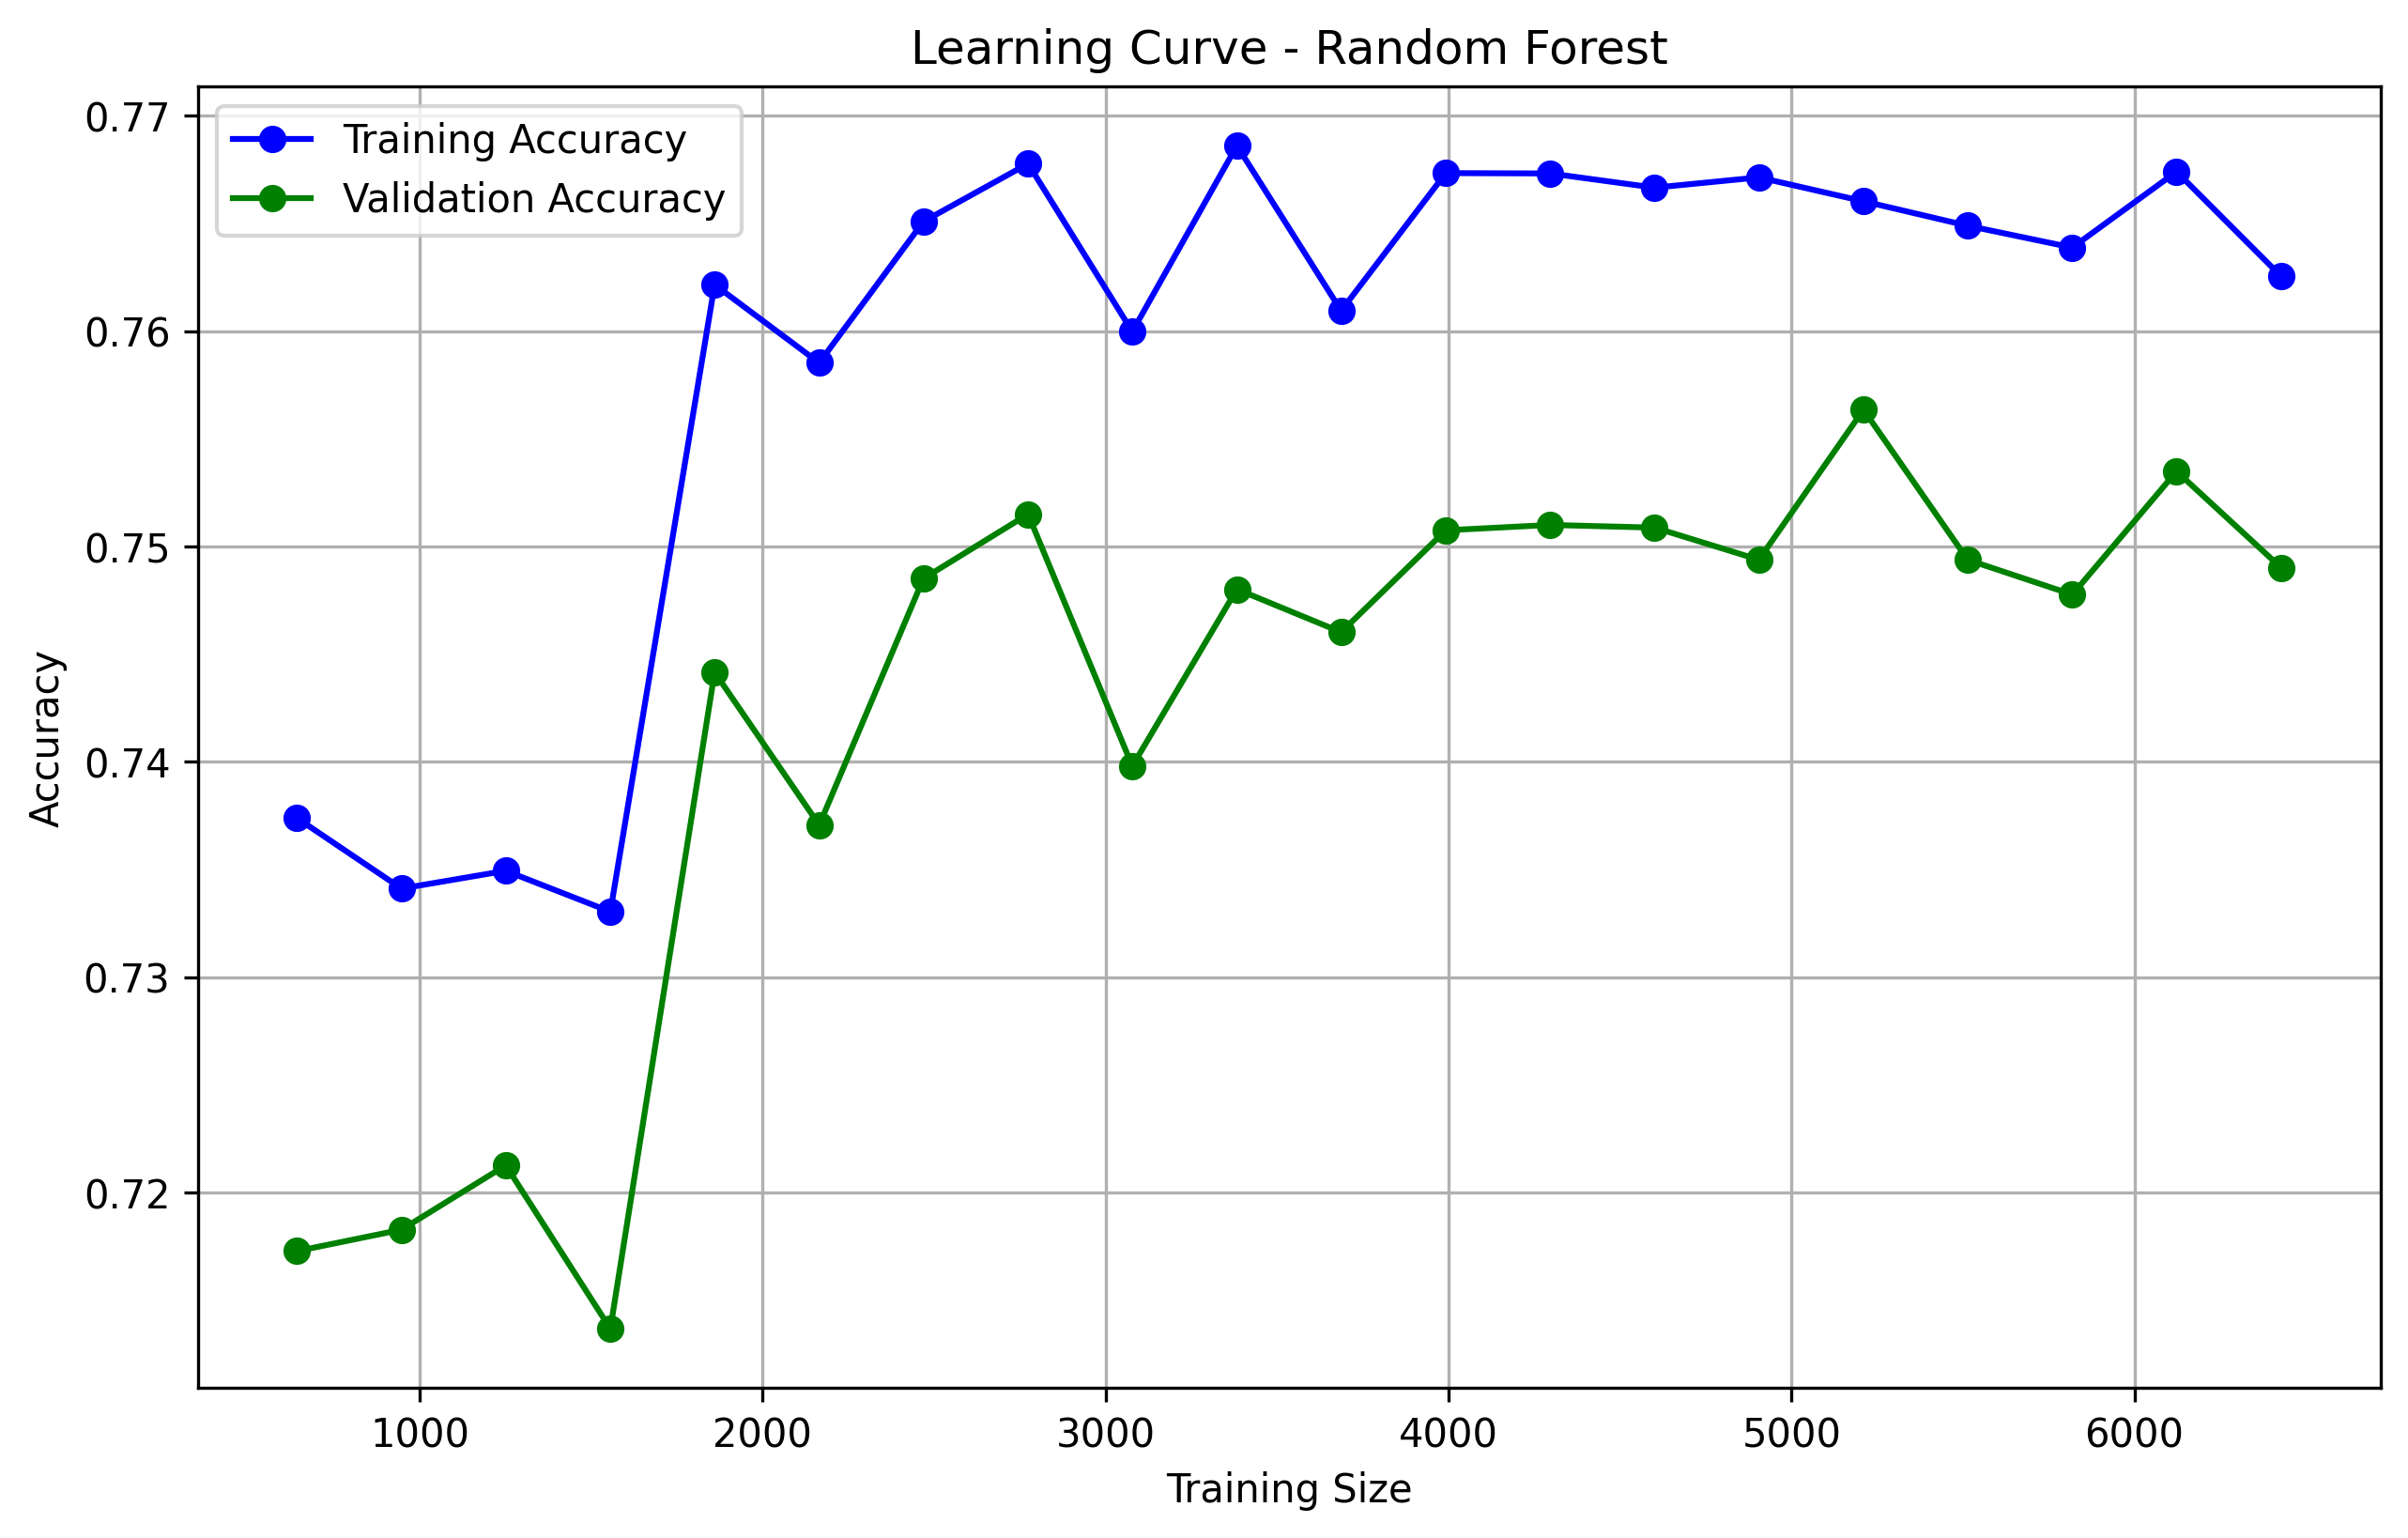 Learning Curve - Random Forest
Training Accuracy
Validation Accuracy
0.77
0.76
0.75
0.74
0.73
0.72
Accuracy
1000 2000 3000 4000 5000 6000
Training Size